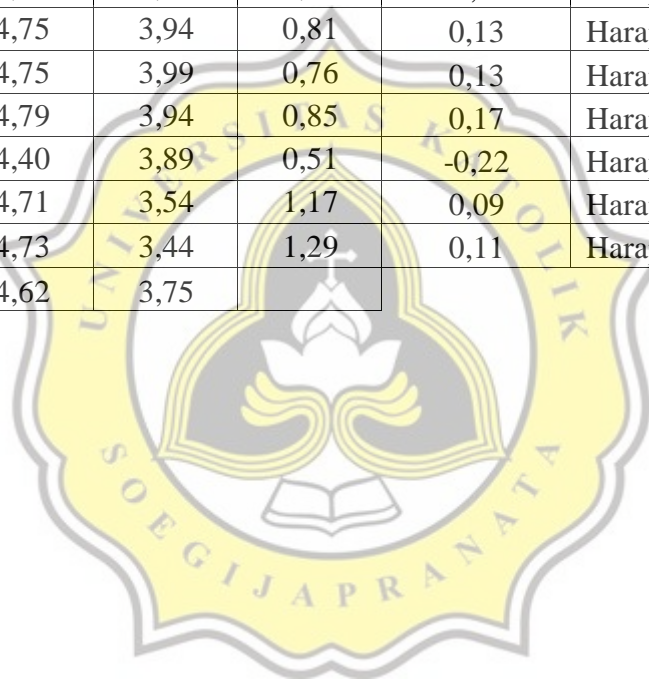 4,75 3,94 0,81 0,13 Hara
4,75 3,99 0,76 0,13 Hara
4,79 3,94 0,85 0,17 Hara
4,40 3,89 0,51 -0,22 Hara
4,71 3,54 1,17 0,09 Hara
4,73 3,44 1,29 0,11 Hara
4,62 3,75
UNIVERSITAS KATOLIK
SOEGIJAPRANATA